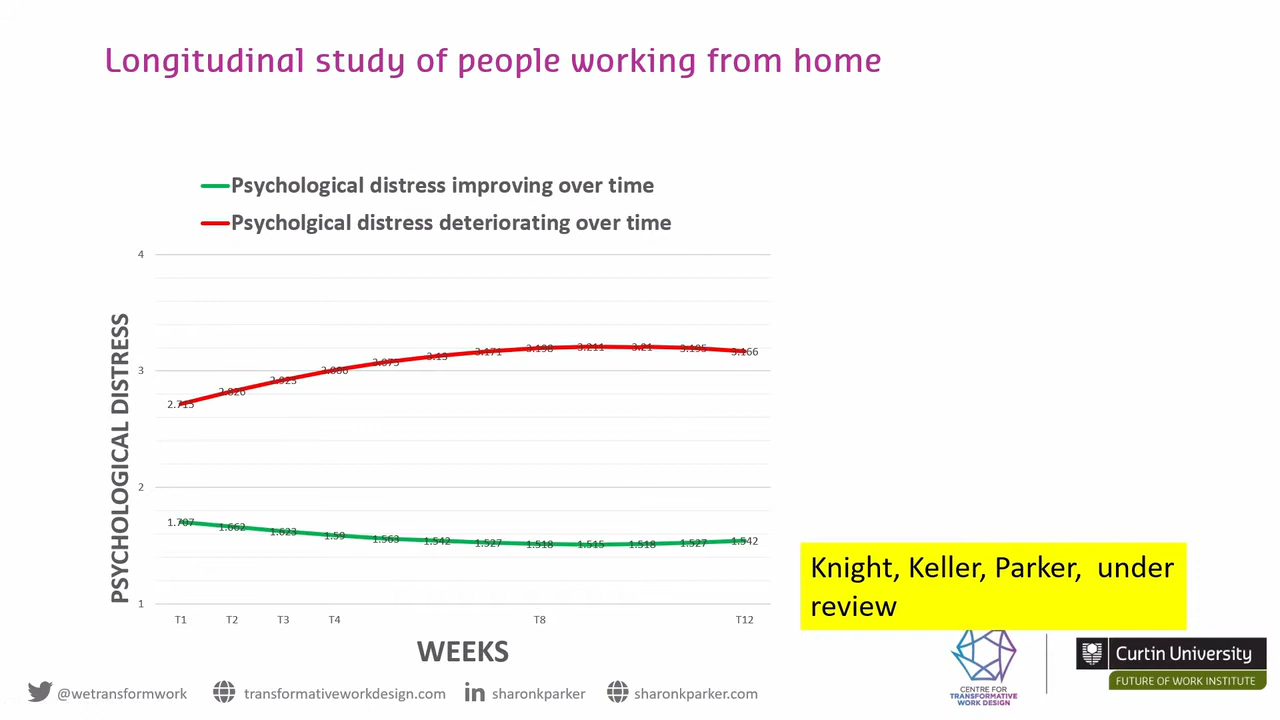 Longitudinal study of people working from home
Psychological distress improving over time
Psycholgical distress deteriorating over time
4
3
2
1
PSYCHOLOGICAL DISTRESS
2.715
2.826
2.923
3.13
3.171
3.198
3.211
3.21
3.195
3.166
1.707
1.662
1.623
1.59
1.563
1.542
1.527
1.518
1.515
1.518
1.527
1.542
T1 T2 T3 T4 T8 T12
WEEKS
Knight, Keller, Parker, under
review
@wetransformwork transformativeworkdesign.com in sharonkparker sharonkparker.com
CENTRE FOR
TRANSFORMATIVE
WORK DESIGN
Curtin University
FUTURE OF WORK INSTITUTE